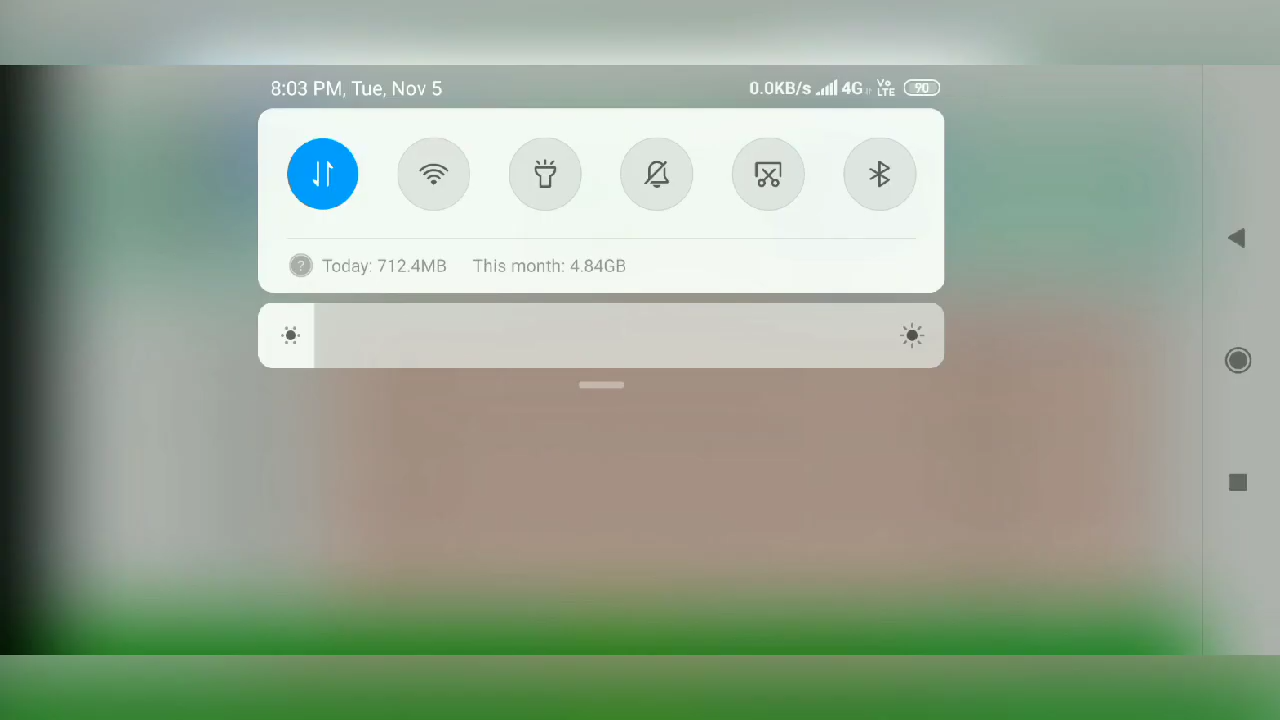 8:03 PM, Tue, Nov 5 0.0KB/s 4G Vo LTE 90
Today: 712.4MB This month: 4.84GB